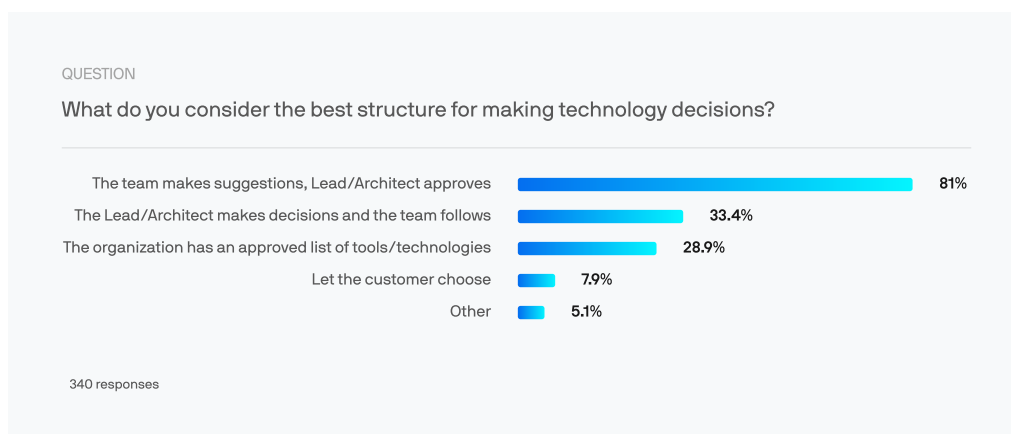 QUESTION
What do you consider the best structure for making technology decisions?
The team makes suggestions, Lead/Architect approves 81%
The Lead/Architect makes decisions and the team follows 33.4%
The organization has an approved list of tools/technologies 28.9%
Let the customer choose 7.9%
Other 5.1%
340 responses